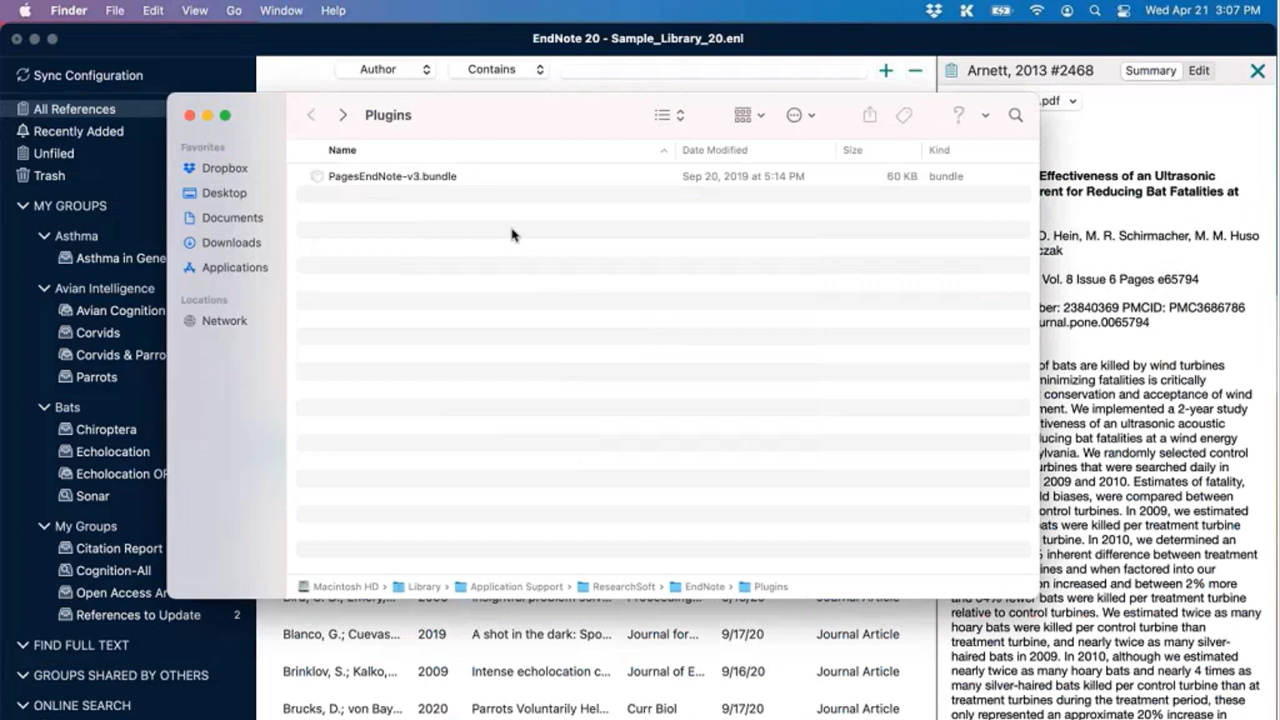 Finder File Edit View Go Window Help Wed Apr 21 3:07 PM
EndNote 20 - Sample_Library_20.enl
Sync Configuration
All References
Recently Added
Unfiled
Trash
MY GROUPS
Asthma
Asthma in Gene
Avian Intelligence
Avian Cognition
Corvids
Corvids & Parro
Parrots
Bats
Chiroptera
Echolocation
Echolocation OF
Sonar
My Groups
Citation Report
Cognition-All
Open Access Ar
References to Update 2
FIND FULL TEXT
GROUPS SHARED BY OTHERS
ONLINE SEARCH
Author Contains
Plugins
Favorites
Dropbox
Desktop
Documents
Downloads
Applications
Locations
Network
Name Date Modified Size Kind
PagesEndNote-v3.bundle Sep 20, 2019 at 5:14 PM 60 KB bundle
Macintosh HD › Library › Application Support › ResearchSoft › EndNote › Plugins
Blanco, G.; Cuevas... 2019 A shot in the dark: Spo... Journal for... 9/17/20 Journal Article
Brinklov, S.; Kalko,... 2009 Intense echolocation c... Journal of E... 9/16/20 Journal Article
Brucks, D.; von Bay... 2020 Parrots Voluntarily Hel... Curr Biol 9/17/20 Journal Article
Arnett, 2013 #2468 Summary Edit
.pdf
Effectiveness of an Ultrasonic
rent for Reducing Bat Fatalities at
D. Hein, M. R. Schirmacher, M. M. Huso
czak
Vol. 8 Issue 6 Pages e65794
ber: 23840369 PMCID: PMC3686786
urnal.pone.0065794
of bats are killed by wind turbines
minimizing fatalities is critically
conservation and acceptance of wind
ment. We implemented a 2-year study
tiveness of an ultrasonic acoustic
ducing bat fatalities at a wind energy
ylvania. We randomly selected control
urbines that were searched daily in
2009 and 2010. Estimates of fatality,
ld biases, were compared between
ontrol turbines. In 2009, we estimated
ats were killed per treatment turbine
turbine. In 2010, we determined an
inherent difference between treatment
ines and when factored into our
on increased and between 2% more
and 64% fewer bats were killed per treatment turbine
relative to control turbines. We estimated twice as many
hoary bats were killed per control turbine than
treatment turbine, and nearly twice as many silver-
haired bats in 2009. In 2010, although we estimated
nearly twice as many hoary bats and nearly 4 times as
many silver-haired bats killed per control turbine than at
treatment turbines during the treatment period, these
only represented an approximate 20% increase in